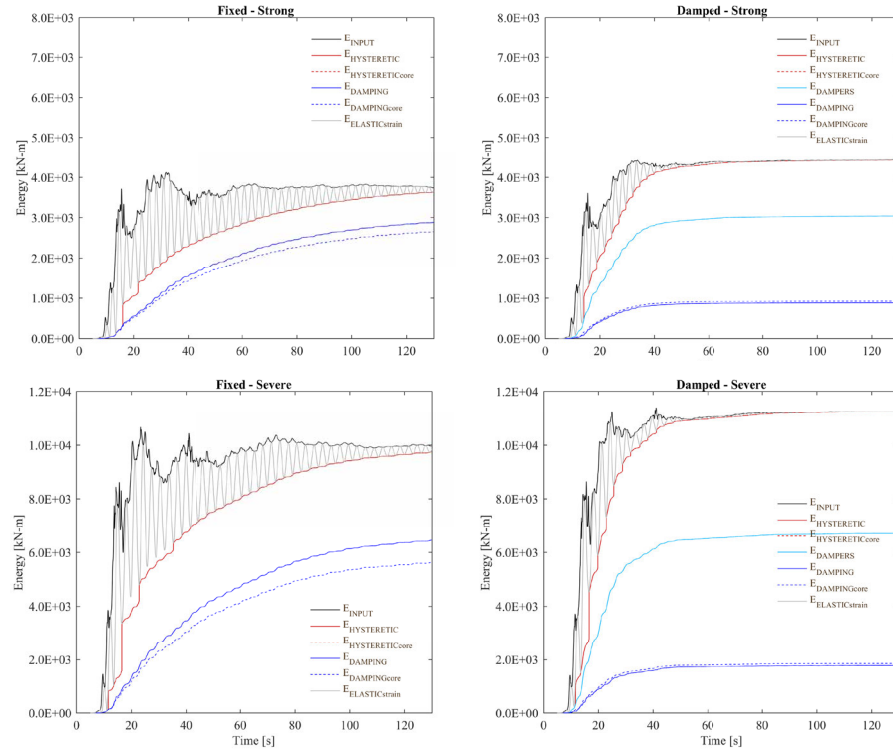 Fixed - Strong
8.0E+03
7.0E+03
6.0E+03
5.0E+03
4.0E+03
3.0E+03
2.0E+03
1.0E+03
0.0E+00
Energy [kN-m]
0 20 40 60 80 100 120
E_INPUT
E_HYSTERETIC
E_HYSTERETICcore
E_DAMPING
E_DAMPINGcore
E_ELASTICstrain
Damped - Strong
8.0E+03
7.0E+03
6.0E+03
5.0E+03
4.0E+03
3.0E+03
2.0E+03
1.0E+03
0.0E+00
Energy [kN-m]
0 20 40 60 80 100 120
E_INPUT
E_HYSTERETIC
E_HYSTERETICcore
E_DAMPERS
E_DAMPING
E_DAMPINGcore
E_ELASTICstrain
Fixed - Severe
1.2E+04
1.0E+04
8.0E+03
6.0E+03
4.0E+03
2.0E+03
0.0E+00
Energy [kN-m]
0 20 40 60 80 100 120
Time [s]
E_INPUT
E_HYSTERETIC
E_HYSTERETICcore
E_DAMPING
E_DAMPINGcore
E_ELASTICstrain
Damped - Severe
1.2E+04
1.0E+04
8.0E+03
6.0E+03
4.0E+03
2.0E+03
0.0E+00
Energy [kN-m]
0 20 40 60 80 100 120
Time [s]
E_INPUT
E_HYSTERETIC
E_HYSTERETICcore
E_DAMPERS
E_DAMPING
E_DAMPINGcore
E_ELASTICstrain